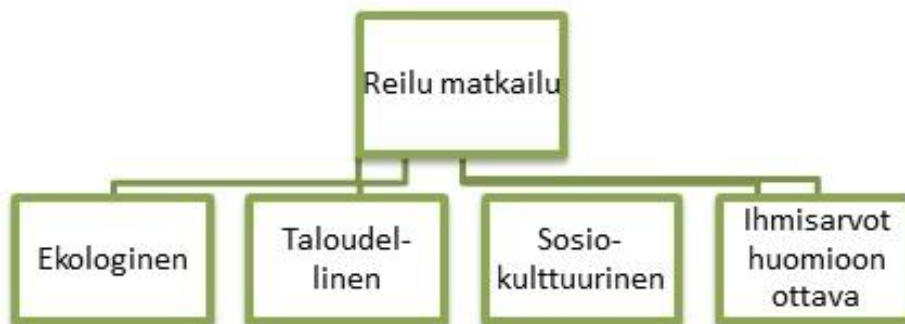 Reilu matkailu
Ekologinen
Taloudel-
linen
Sosio-
kulttuurinen
Ihmisarvot
huomioon
ottava